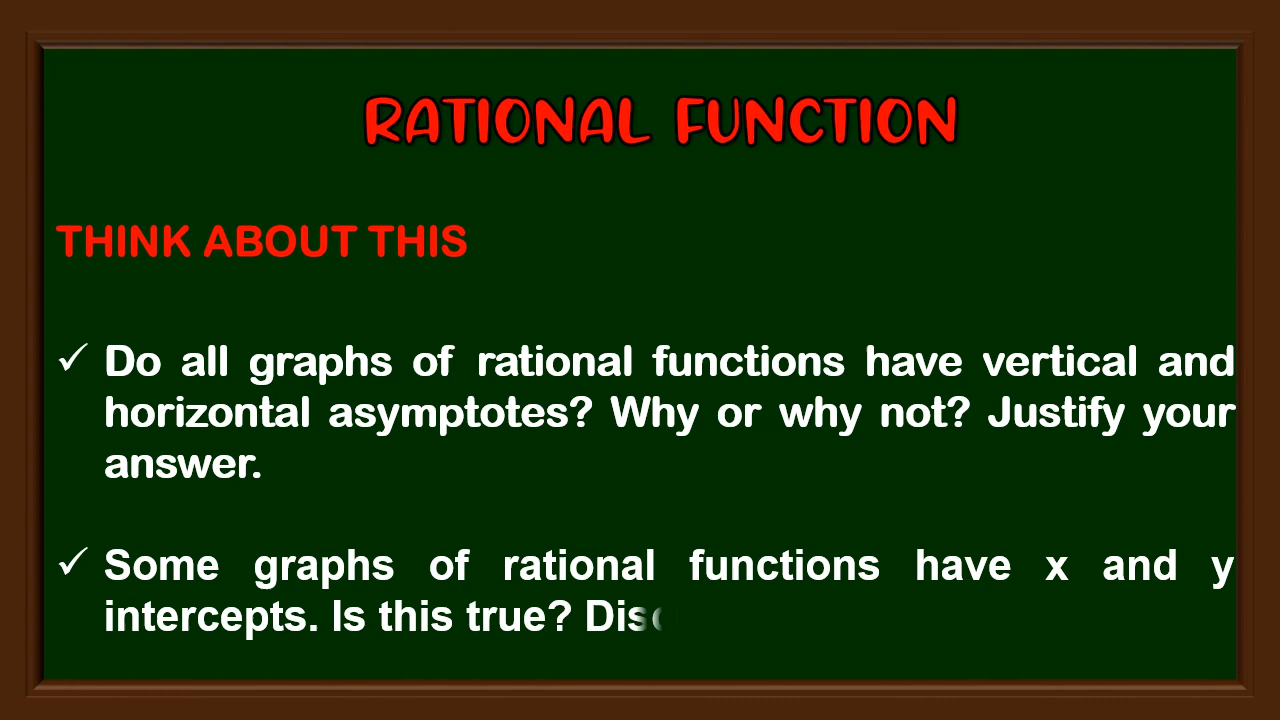 RATIONAL FUNCTION
THINK ABOUT THIS
✓ Do all graphs of rational functions have vertical and
horizontal asymptotes? Why or why not? Justify your
answer.
✓ Some graphs of rational functions have x and y
intercepts. Is this true?